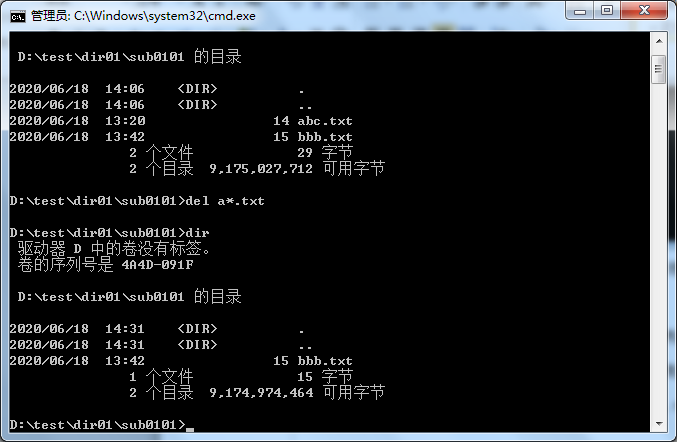 管理员: C:\Windows\system32\cmd.exe
D:\test\dir01\sub0101 的目录
2020/06/18  14:06    <DIR>          .
2020/06/18  14:06    <DIR>          ..
2020/06/18  13:20                14 abc.txt
2020/06/18  13:42                15 bbb.txt
2 个文件             29 字节
2 个目录  9,175,027,712 可用字节
D:\test\dir01\sub0101>del a*.txt
D:\test\dir01\sub0101>dir
驱动器 D 中的卷没有标签。
卷的序列号是 4A4D-091F
D:\test\dir01\sub0101 的目录
2020/06/18  14:31    <DIR>          .
2020/06/18  14:31    <DIR>          ..
2020/06/18  13:42                15 bbb.txt
1 个文件             15 字节
2 个目录  9,174,974,464 可用字节
D:\test\dir01\sub0101>